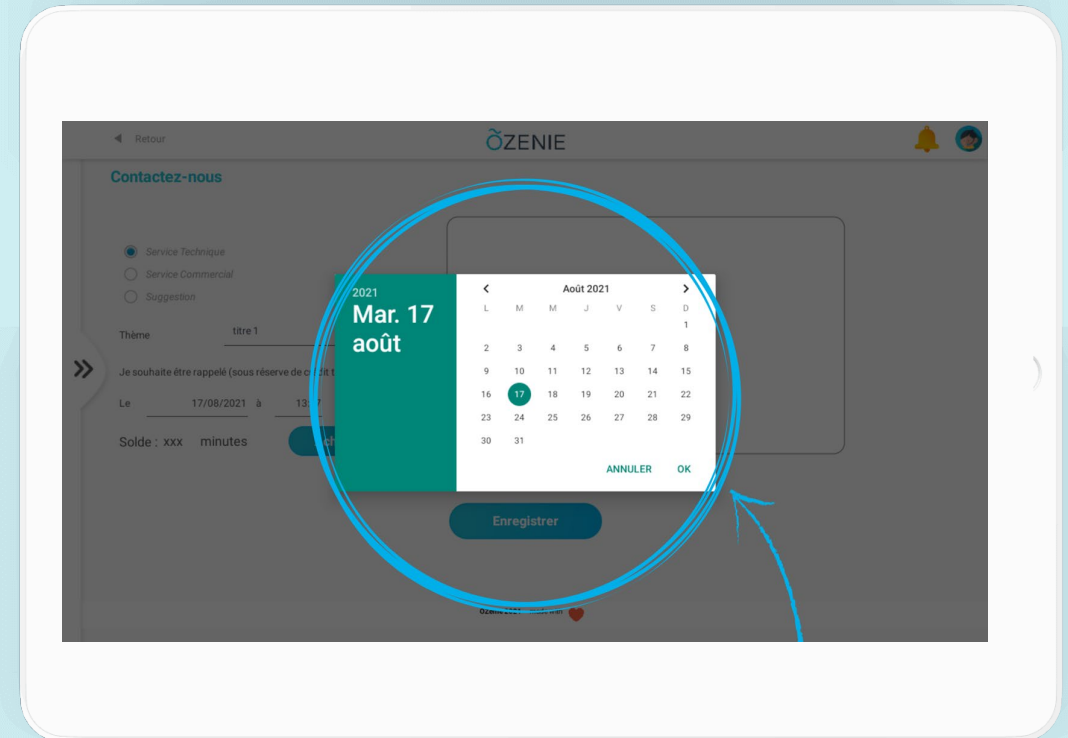 Retour
ÕZENIE
Contactez-nous
Service Technique
Service Commercial
Suggestion
Thème titre 1
Je souhaite être rappelé (sous réserve de crédit t
Le 17/08/2021 à
Solde : xxx minutes
2021
Mar. 17
août
Août 2021
L M M J V S D
1
2 3 4 5 6 7 8
9 10 11 12 13 14 15
16 17 18 19 20 21 22
23 24 25 26 27 28 29
30 31
ANNULER OK
Enregistrer